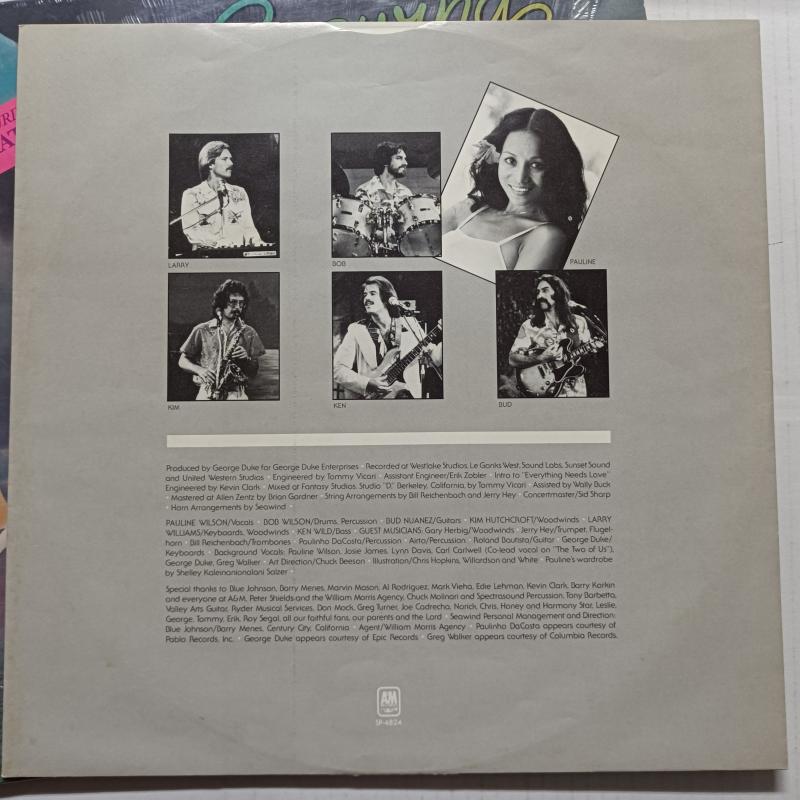 LARRY
BOB
PAULINE
KIM
KEN
BUD
Produced by George Duke for George Duke Enterprises • Recorded at Westlake Studios, Le Gonks West, Sound Labs, Sunset Sound
and United Western Studios • Engineered by Tommy Vicari • Assistant Engineer/Erik Zobler • Intro to "Everything Needs Love"
Engineered by Kevin Clark • Mixed at Fantasy Studios, Studio "D," Berkeley, California, by Tommy Vicari • Assisted by Wally Buck
• Mastered at Allen Zentz by Brian Gardner • String Arrangements by Bill Reichenbach and Jerry Hey • Concertmaster/Sid Sharp
• Horn Arrangements by Seawind •
PAULINE WILSON/Vocals • BOB WILSON/Drums, Percussion • BUD NUANEZ/Guitars • KIM HUTCHCROFT/Woodwinds • LARRY
WILLIAMS/Keyboards, Woodwinds • KEN WILD/Bass • GUEST MUSICIANS: Gary Herbig/Woodwinds • Jerry Hey/Trumpet, Flugel-
horn • Bill Reichenbach/Trombones • Paulinho DaCosta/Percussion • Airto/Percussion • Roland Bautista/Guitar • George Duke/
Keyboards • Background Vocals: Pauline Wilson, Josie James, Lynn Davis, Carl Carlwell (Co-lead vocal on "The Two of Us"),
George Duke, Greg Walker • Art Direction/Chuck Beeson • Illustration/Chris Hopkins, Willardson and White • Pauline's wardrobe
by Shelley Kaleinanionalani Salzer •
Special thanks to Blue Johnson, Barry Menes, Marvin Mason, Al Rodriguez, Mark Vieha, Edie Lehman, Kevin Clark, Barry Korkin
and everyone at A&M, Peter Shields and the William Morris Agency, Chuck Molinari and Spectrasound Percussion, Tony Barbetta,
Valley Arts Guitar, Ryder Musical Services, Don Mock, Greg Turner, Joe Cadrecha, Norick, Chris, Honey and Harmony Star, Leslie,
George, Tommy, Erik, Roy Segal, all our faithful fans, our parents and the Lord • Seawind Personal Management and Direction:
Blue Johnson/Barry Menes, Century City, California • Agent/William Morris Agency • Paulinho DaCosta appears courtesy of
Pablo Records, Inc. • George Duke appears courtesy of Epic Records • Greg Walker appears courtesy of Columbia Records.
A&M
SP-4824